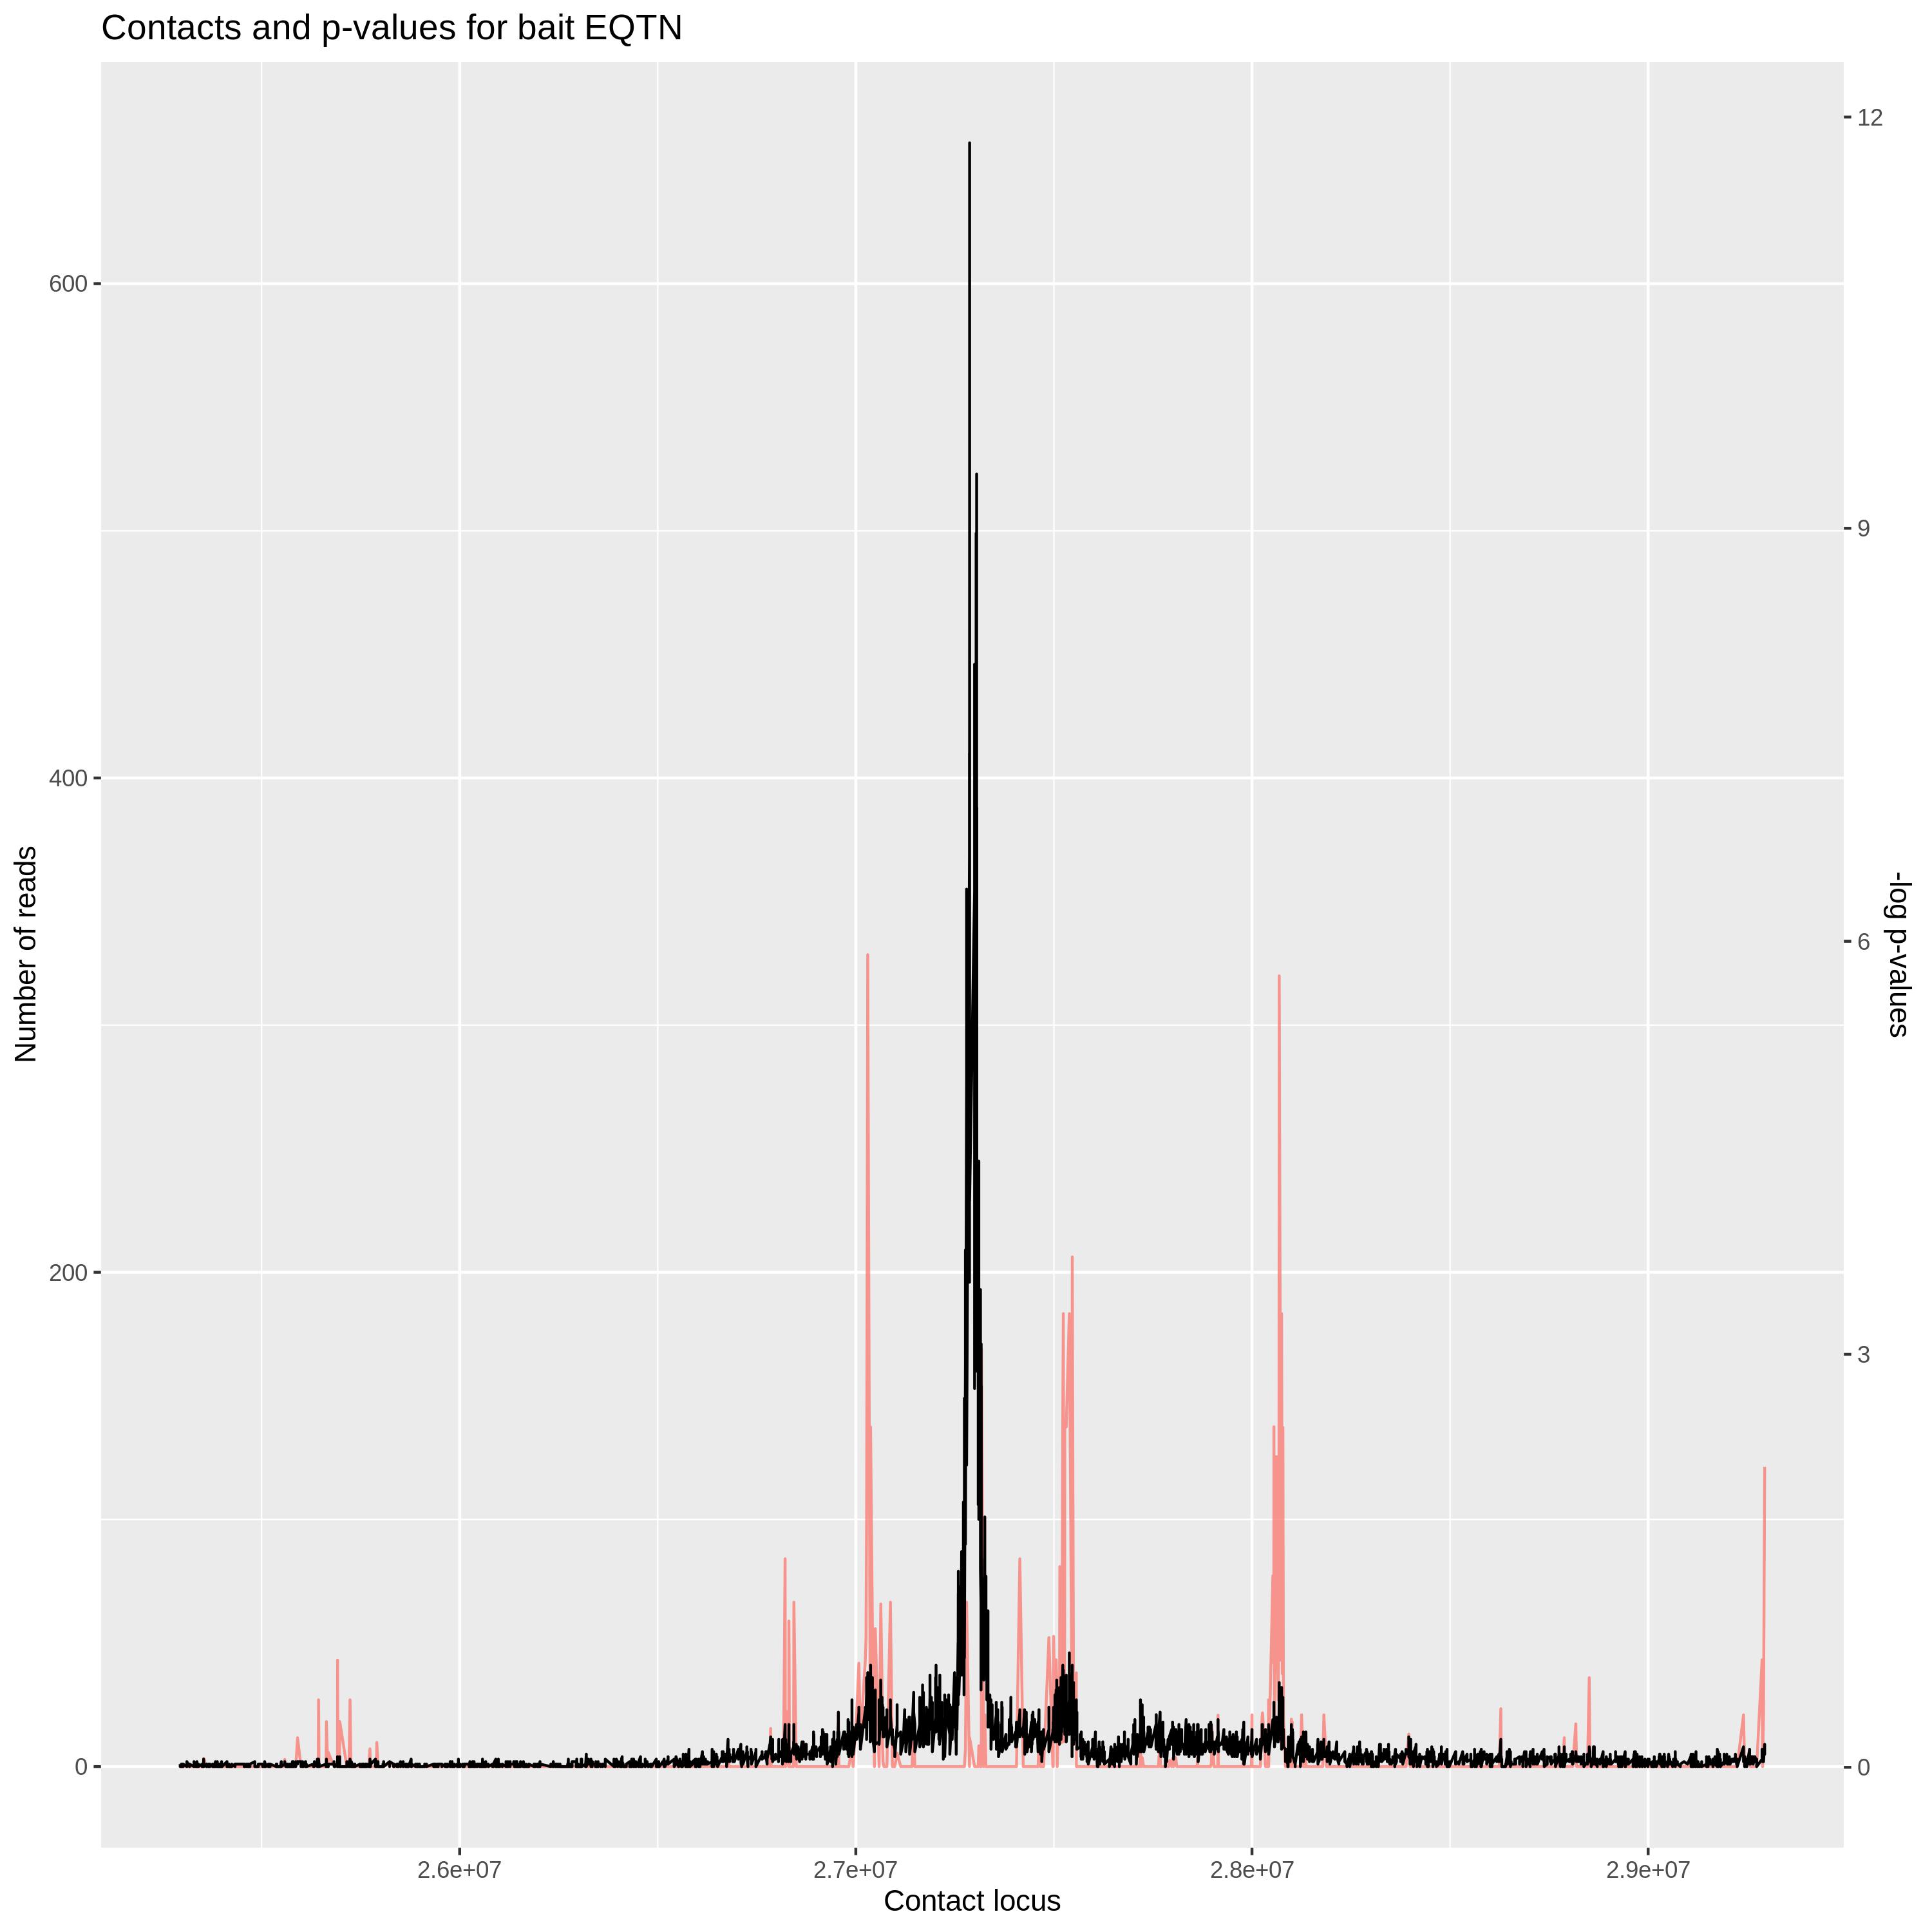 Contacts and p-values for bait EQTN
12
600
9
400
6
Number of reads
-log p-values
200
3
0
0
2.6e+07
2.7e+07
2.8e+07
2.9e+07
Contact locus